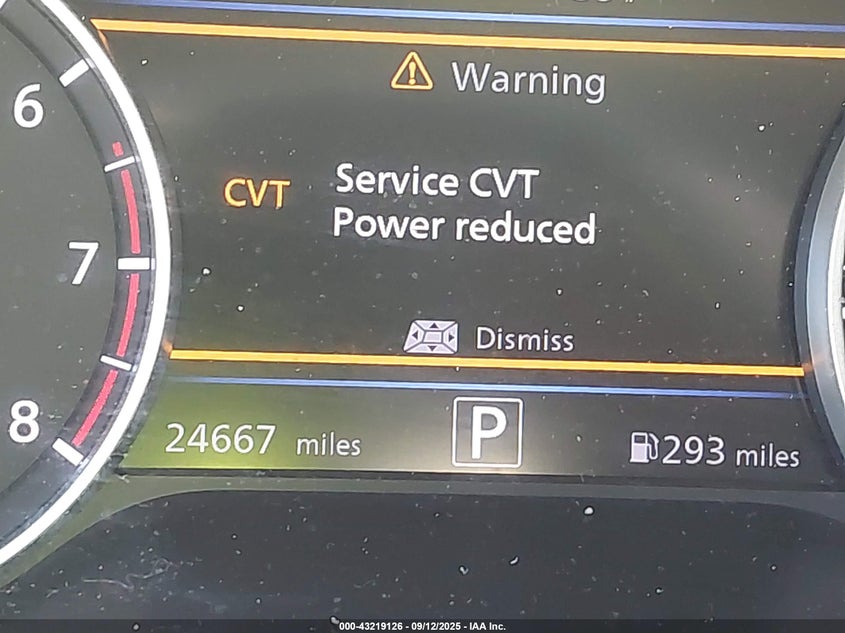 Warning
6
CVT Service CVT
Power reduced
7
Dismiss
8
24667 miles P 293 miles
000-43219126 - 09/12/2025 - IAA Inc.